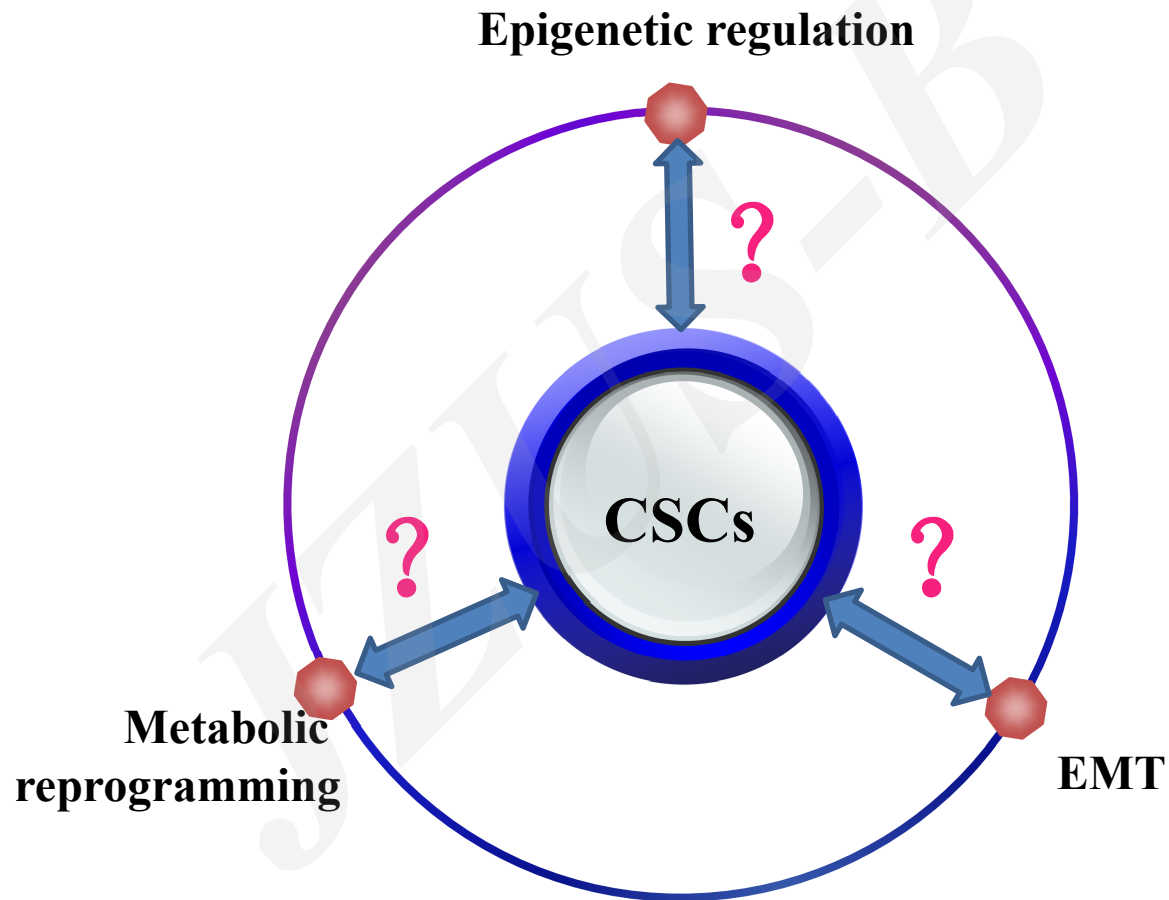 Epigenetic regulation
?
CSCs
?
?
Metabolic
reprogramming
EMT
JZUS-B